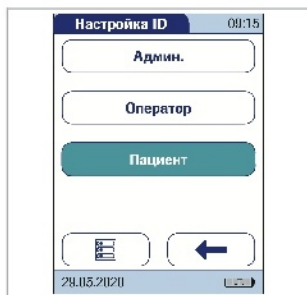 Настройка ID 09:15
Админ.
Оператор
Пациент
29.05.2020